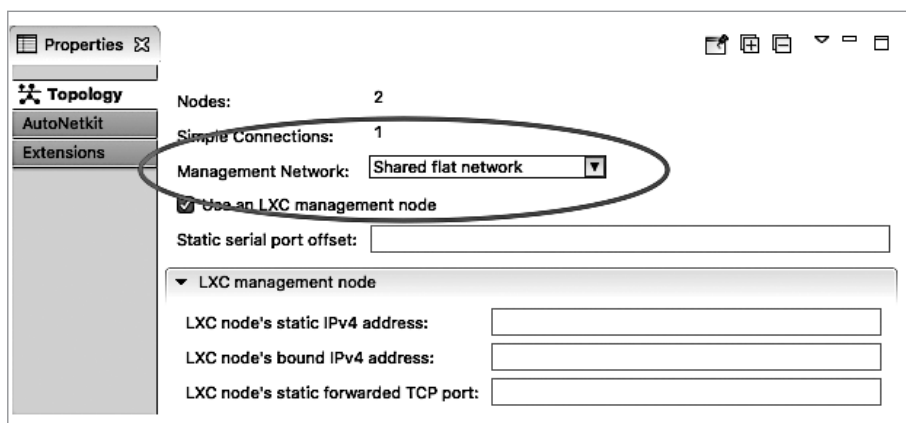 Properties
Topology
AutoNetkit
Extensions
Nodes: 2
Simple Connections: 1
Management Network: Shared flat network
Use an LXC management node
Static serial port offset:
LXC management node
LXC node's static IPv4 address:
LXC node's bound IPv4 address:
LXC node's static forwarded TCP port: